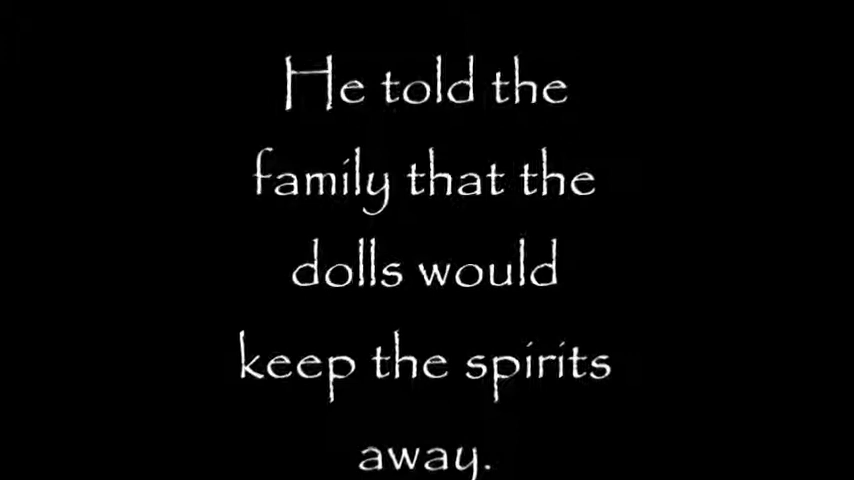 He told the
family that the
dolls would
keep the spirits
away.